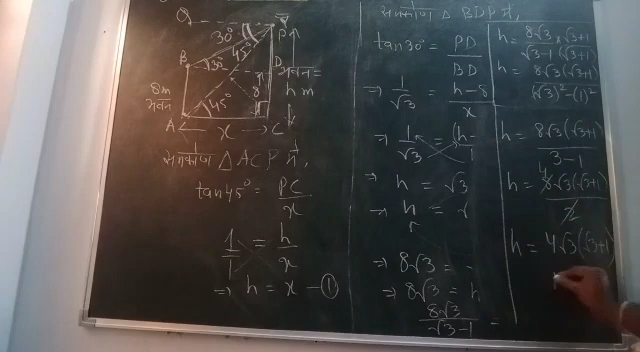 Q P
30°
45°
B 30° D
8m
भवन
8
भवन =
h m
45°
A x C
समकोण △ ACP में,
tan45° = PC/x
1/1 = h/x
⇒ h = x – ①
समकोण △ BDP में,
tan30° = PD/BD
⇒ 1/√3 = h-8/x
⇒ 1/√3 = (h-
⇒ h = √3
⇒ h =
⇒ 8√3 =
⇒ 8√3 = h
8√3/√3-1 =
h = 8√3 × √3+1/√3-1 (√3+1)
h = 8√3(√3+1)/(√3)²-(1)²
h = 8√3(√3+1)/3-1
h = 8√3(√3+1)/2
h = 4√3(√3+1)